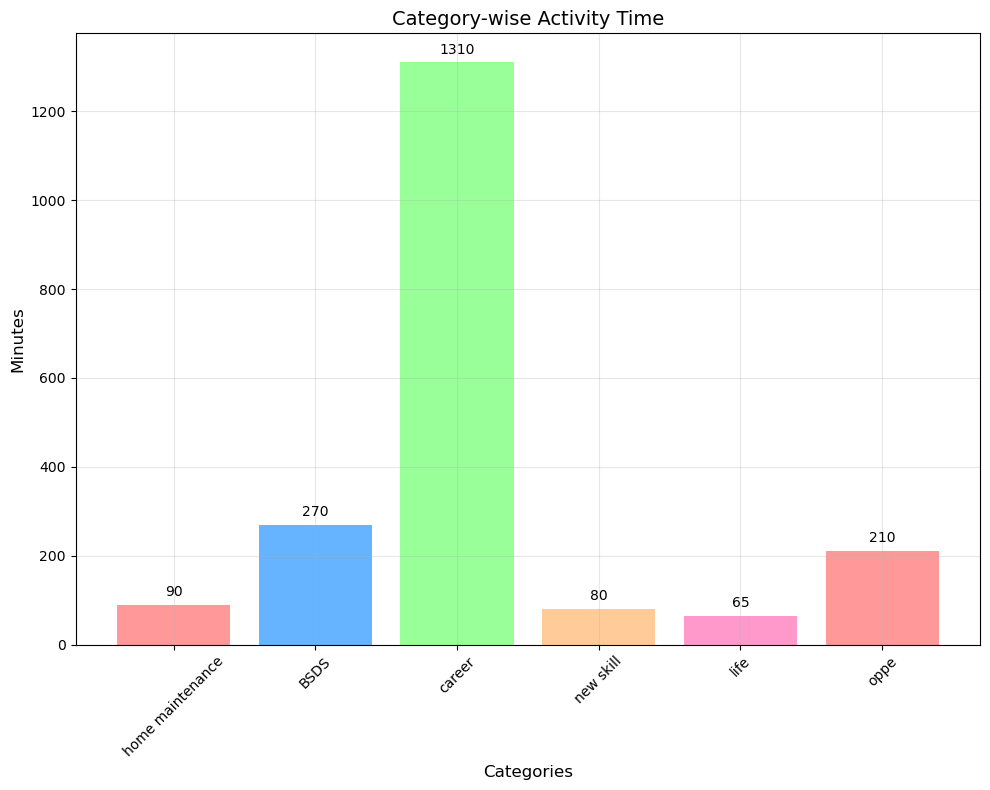 Category-wise Activity Time
1310
1200
1000
800
600
400
200
0
Minutes
270
210
90
80
65
home maintenance
BSDS
career
new skill
life
oppe
Categories